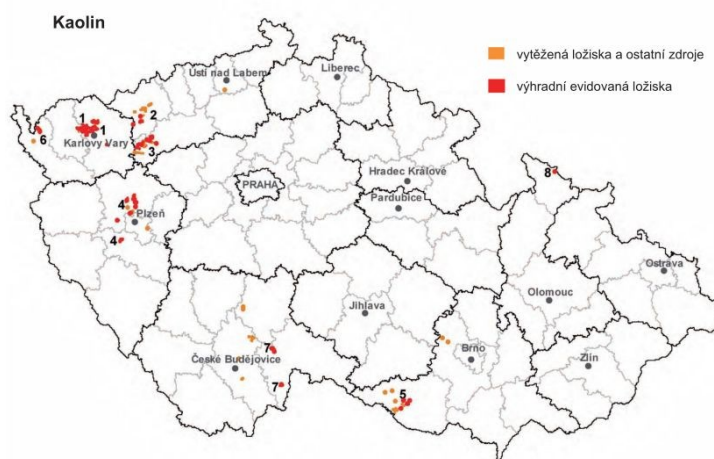 Kaolin
vytěžená ložiska a ostatní zdroje
výhradní evidovaná ložiska
Ústí nad Labem
Liberec
1
2
1
6
Karlovy Vary
3
8
PRAHA
Hradec Králové
Pardubice
4
Plzeň
4
Ostrava
Olomouc
Jihlava
7
Brno
České Budějovice
Zlín
7
5